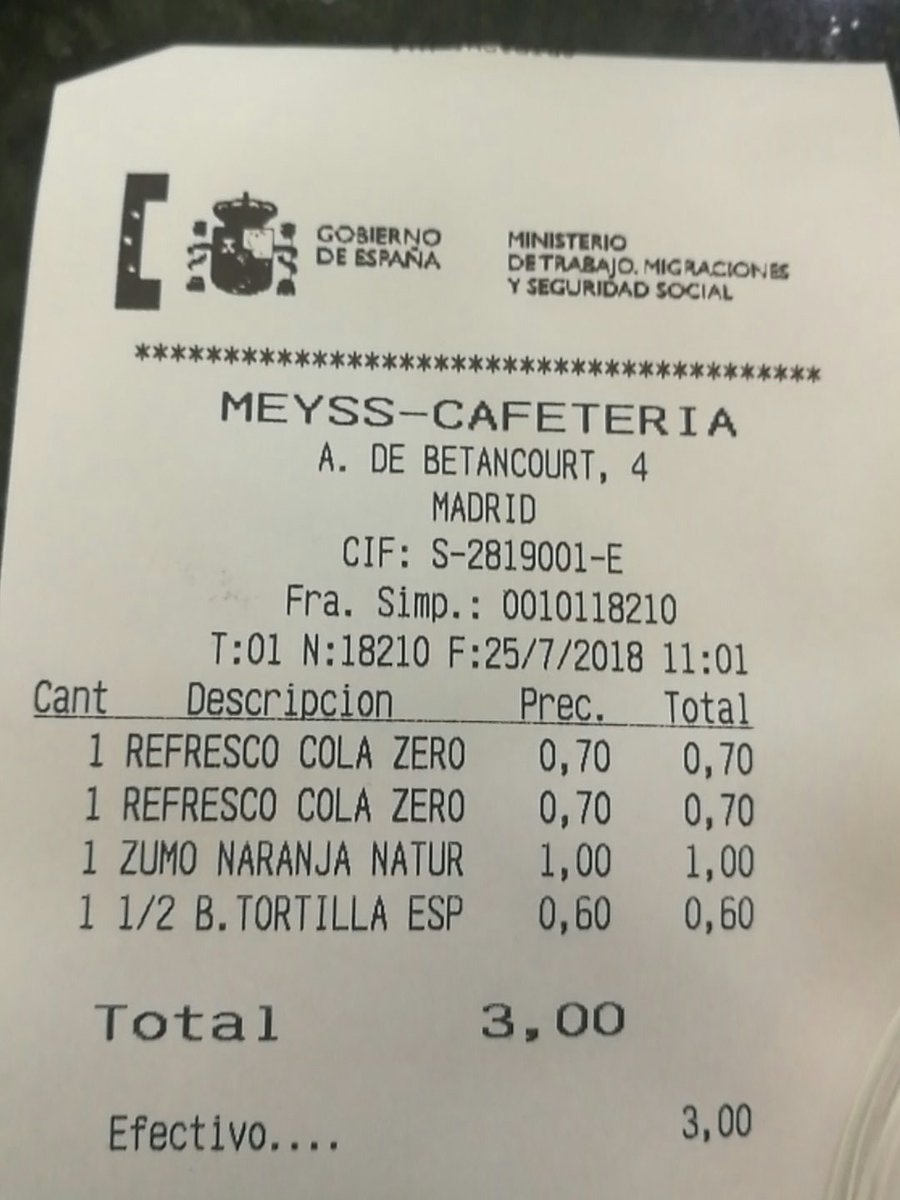 GOBIERNO
DE ESPAÑA
MINISTERIO
DE TRABAJO, MIGRACIONES
Y SEGURIDAD SOCIAL
***************************************
MEYSS-CAFETERIA
A. DE BETANCOURT, 4
MADRID
CIF: S-2819001-E
Fra. Simp.: 0010118210
T:01 N:18210 F:25/7/2018 11:01
Cant Descripcion Prec. Total
1 REFRESCO COLA ZERO 0,70 0,70
1 REFRESCO COLA ZERO 0,70 0,70
1 ZUMO NARANJA NATUR 1,00 1,00
1 1/2 B.TORTILLA ESP 0,60 0,60
Total 3,00
Efectivo.... 3,00